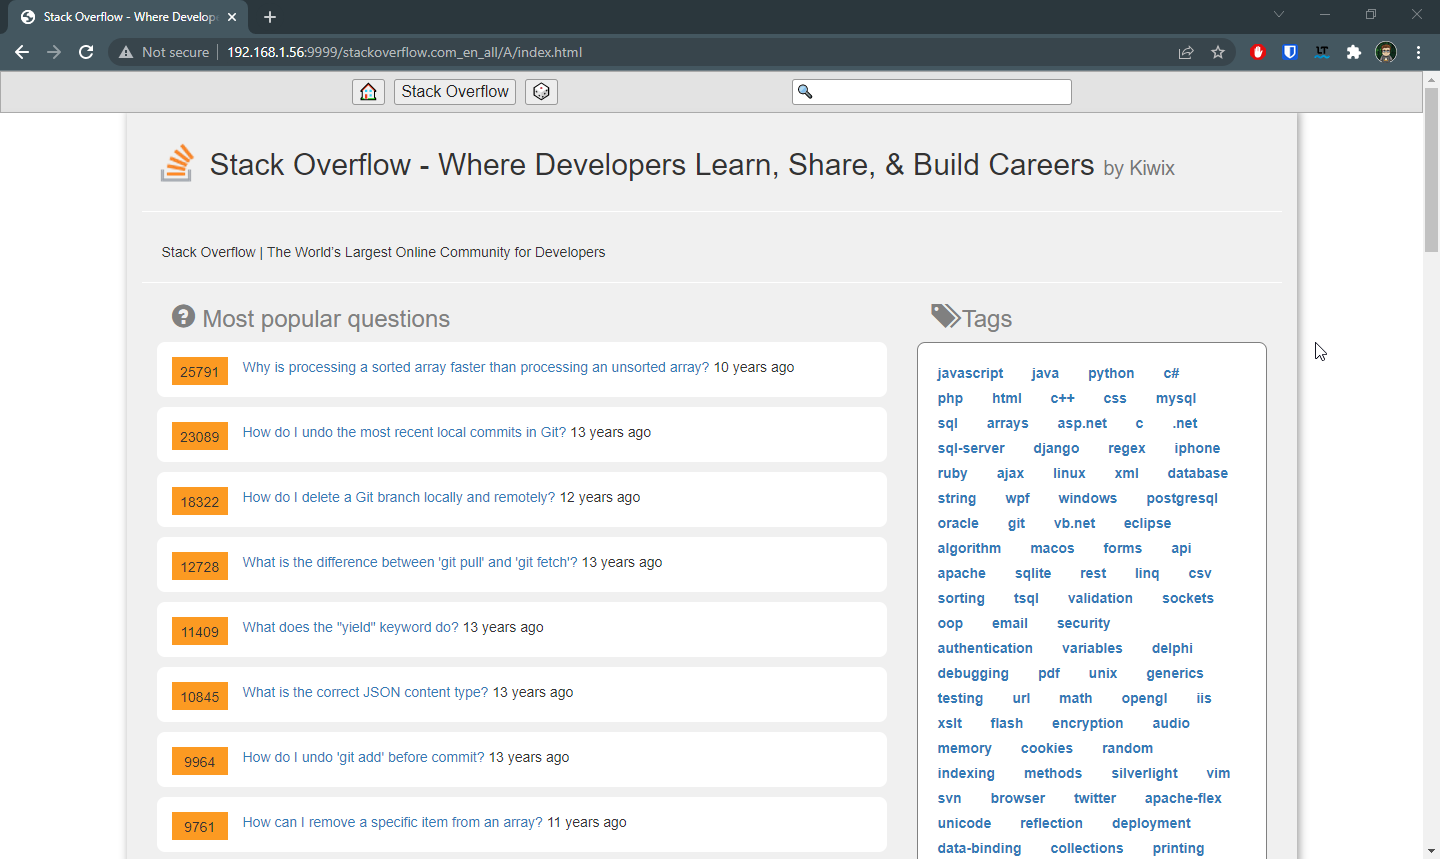 Stack Overflow - Where Develope
Not secure
192.168.1.56:9999/stackoverflow.com_en_all/A/index.html
LT
Stack Overflow
Stack Overflow - Where Developers Learn, Share, & Build Careers by Kiwix
Stack Overflow | The World's Largest Online Community for Developers
Most popular questions
25791 Why is processing a sorted array faster than processing an unsorted array? 10 years ago
23089 How do I undo the most recent local commits in Git? 13 years ago
18322 How do I delete a Git branch locally and remotely? 12 years ago
12728 What is the difference between 'git pull' and 'git fetch'? 13 years ago
11409 What does the "yield" keyword do? 13 years ago
10845 What is the correct JSON content type? 13 years ago
9964 How do I undo 'git add' before commit? 13 years ago
9761 How can I remove a specific item from an array? 11 years ago
Tags
javascript java python c#
php html c++ css mysql
sql arrays asp.net c .net
sql-server django regex iphone
ruby ajax linux xml database
string wpf windows postgresql
oracle git vb.net eclipse
algorithm macos forms api
apache sqlite rest linq csv
sorting tsql validation sockets
oop email security
authentication variables delphi
debugging pdf unix generics
testing url math opengl iis
xslt flash encryption audio
memory cookies random
indexing methods silverlight vim
svn browser twitter apache-flex
unicode reflection deployment
data-binding collections printing